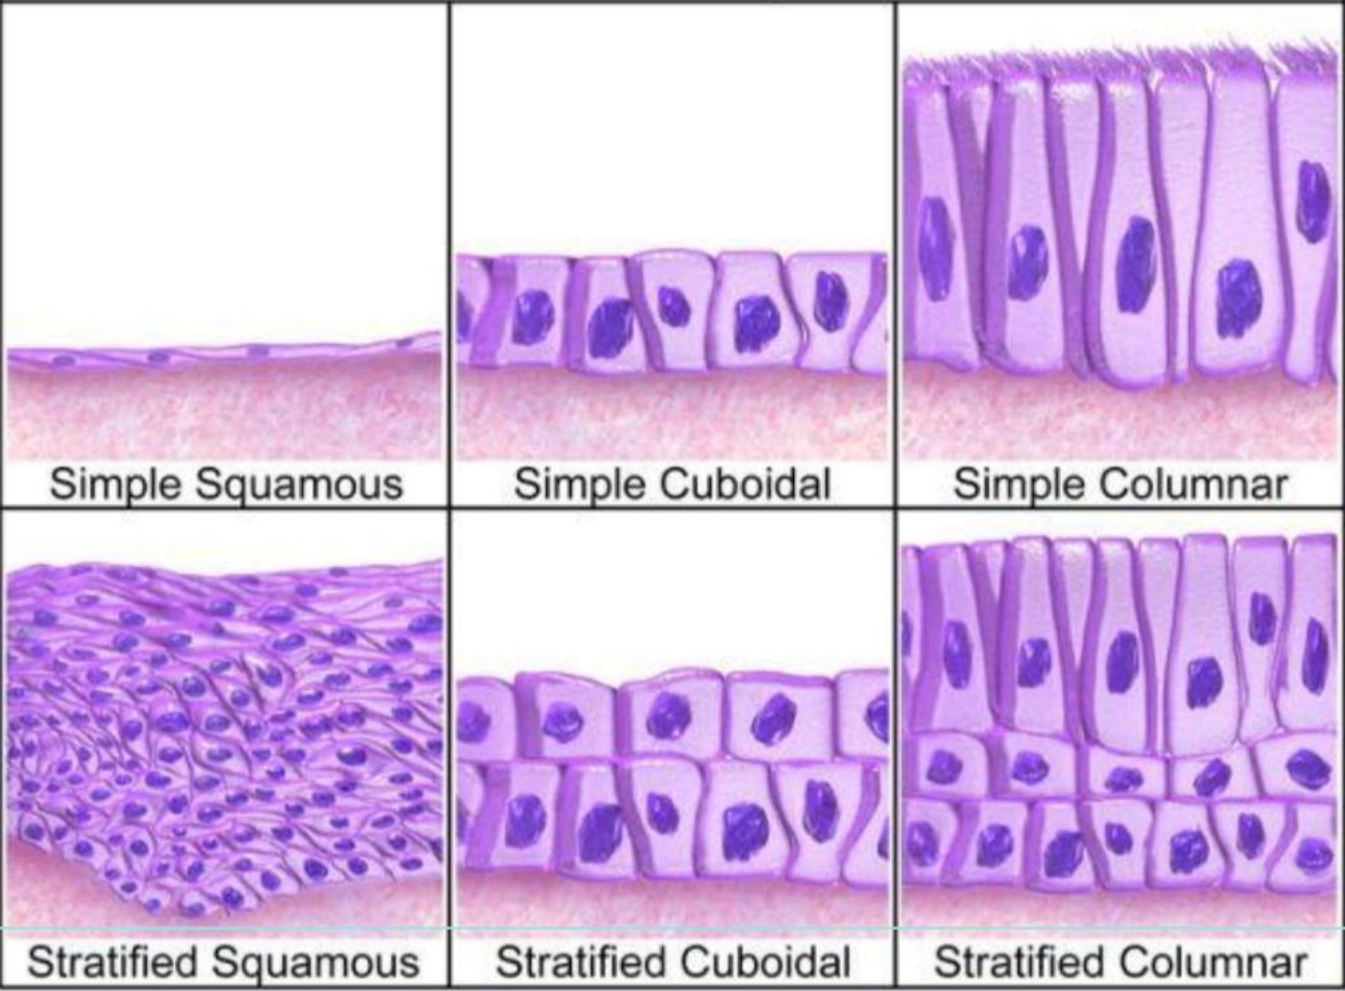 Simple Squamous
Simple Cuboidal
Simple Columnar
Stratified Squamous
Stratified Cuboidal
Stratified Columnar